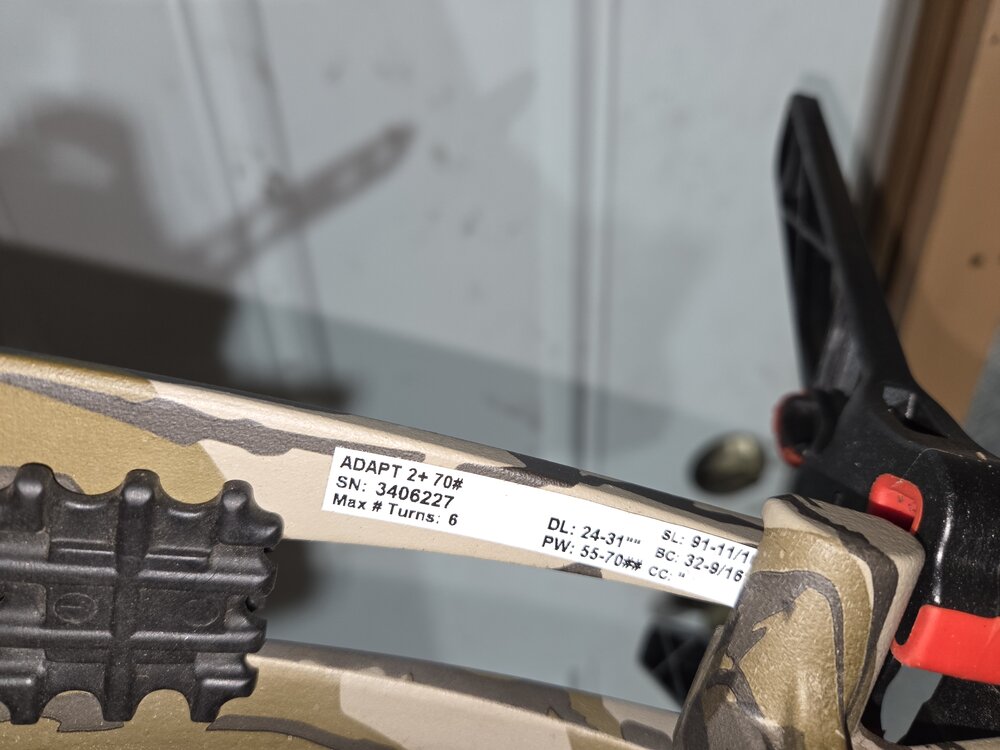 ADAPT 2+ 70#
SN: 3406227
Max # Turns: 6
DL: 24-31""
PW: 55-70##
SL: 91-11/1
BC: 32-9/16
CC: "